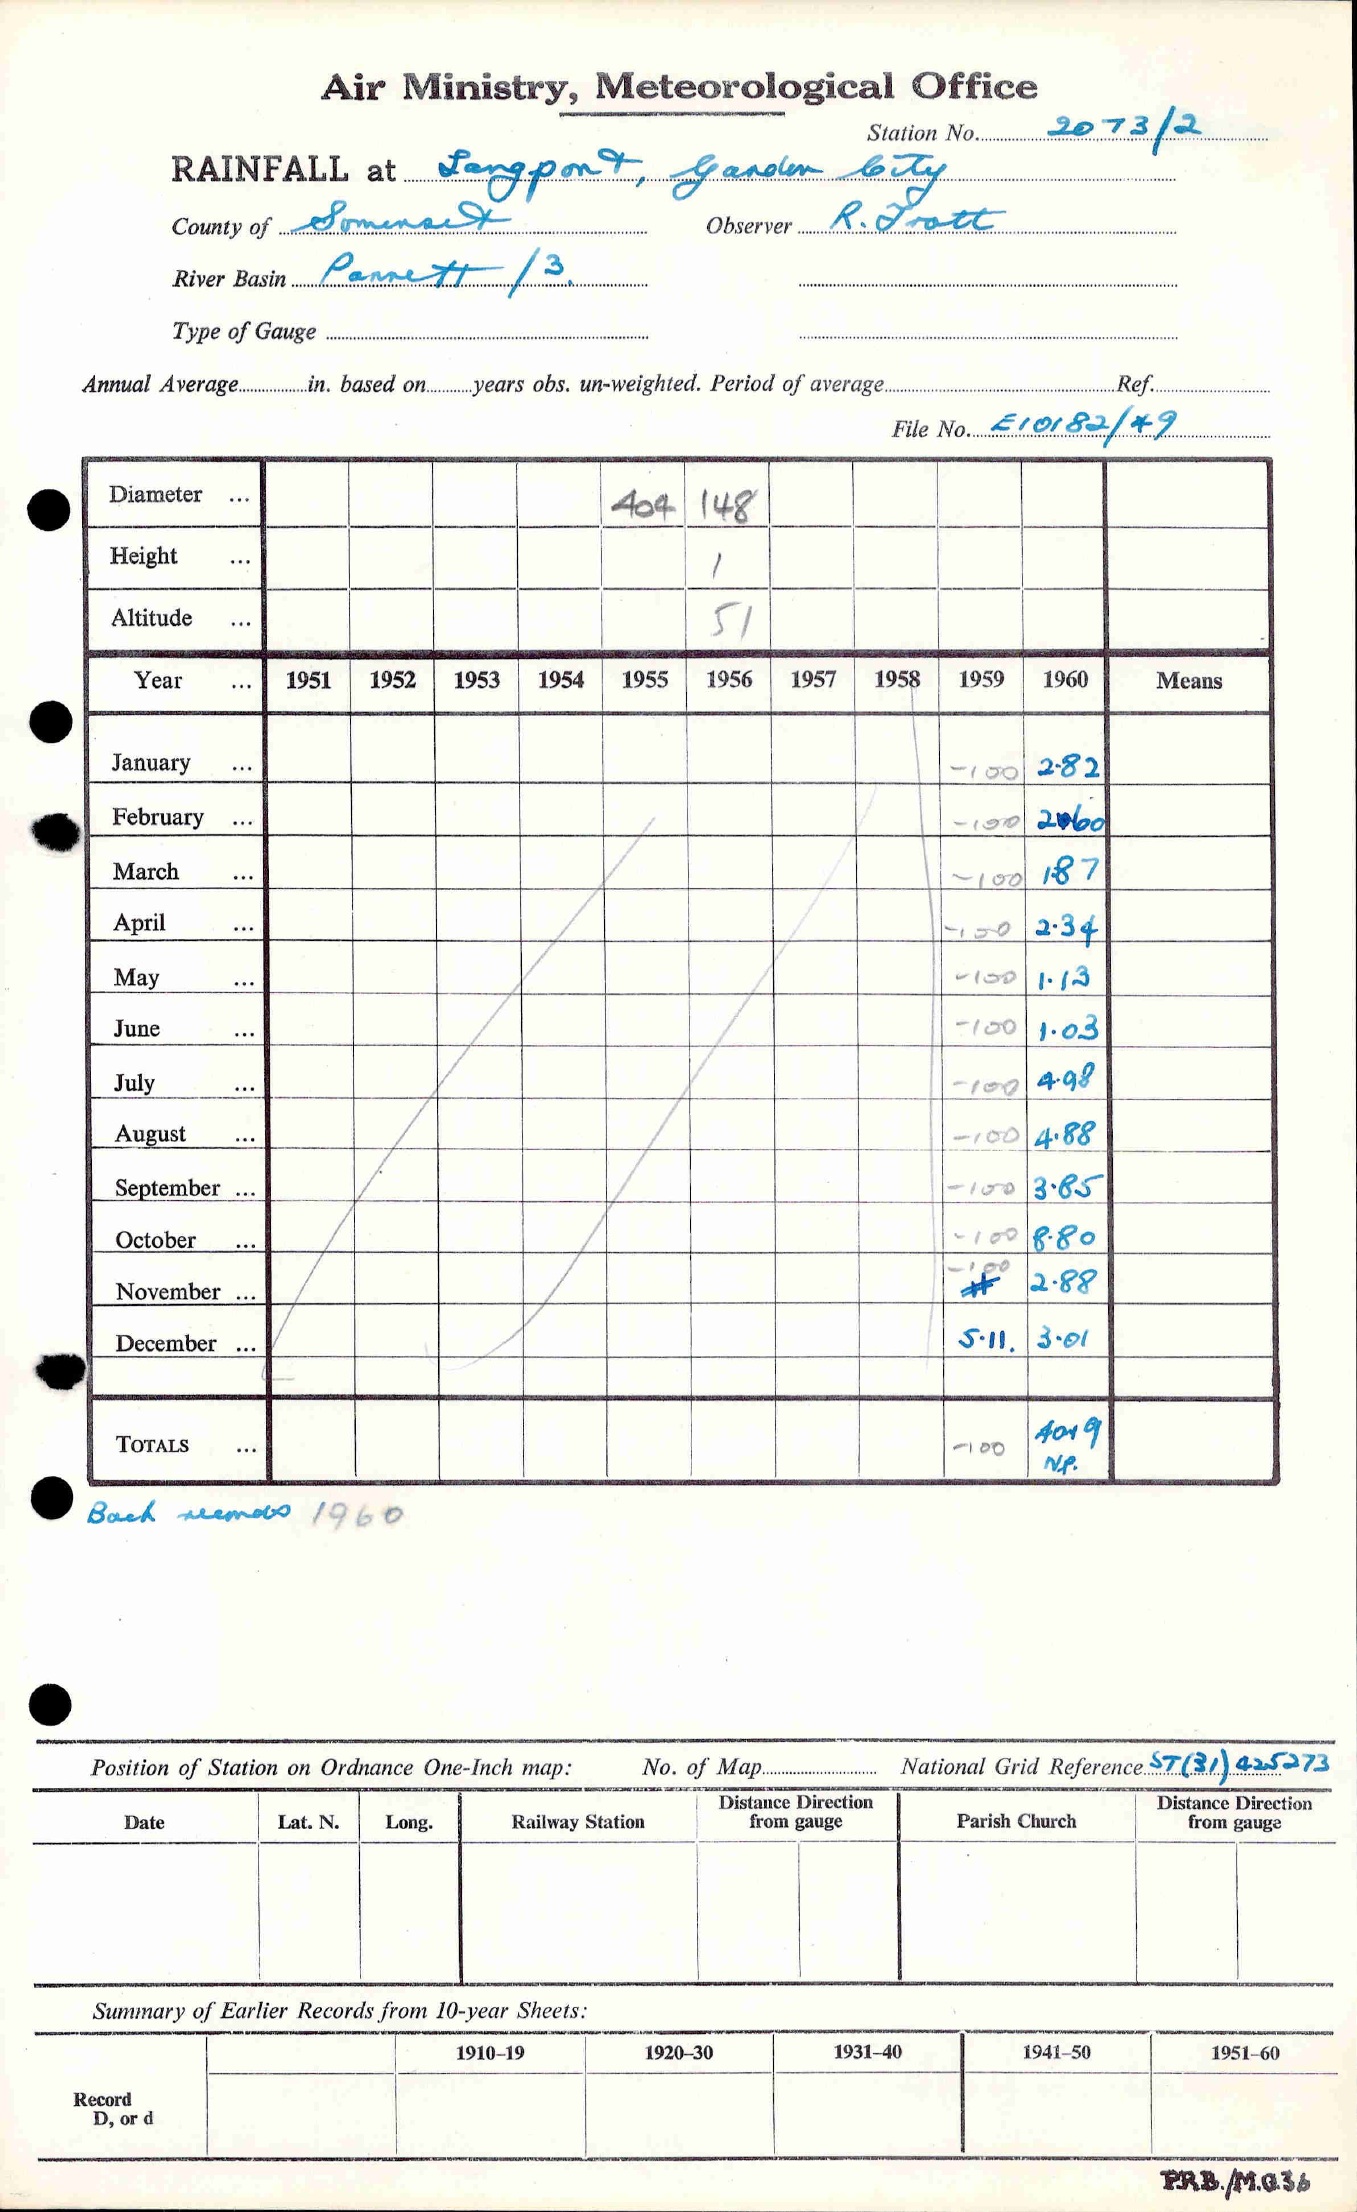 Air Ministry, Meteorological Office
Station No. 2073/2
RAINFALL at Langport, Garden City
County of Somerset Observer R. Trott
River Basin Parrett /3.
Type of Gauge
Annual Average in. based on years obs. un-weighted. Period of average Ref.
File No. E10182/49
Diameter ... 404 148
Height ... 1
Altitude ... 51
Year ... 1951 1952 1953 1954 1955 1956 1957 1958 1959 1960 Means
January ... -100 2.82
February ... -100 2.60
March ... -100 1.87
April ... -100 2.34
May ... -100 1.13
June ... -100 1.03
July ... -100 4.98
August ... -100 4.88
September ... -100 3.85
October ... -100 8.80
November ... -100 # 2.88
December ... 5.11. 3.01
TOTALS ... -100 4019
N.P.
Back records 1960
Position of Station on Ordnance One-Inch map: No. of Map National Grid Reference ST(31)425273
Date Lat. N. Long. Railway Station Distance Direction from gauge Parish Church Distance Direction from gauge
Summary of Earlier Records from 10-year Sheets:
1910–19 1920–30 1931–40 1941–50 1951–60
Record
D, or d
P.R.B./M.O.36